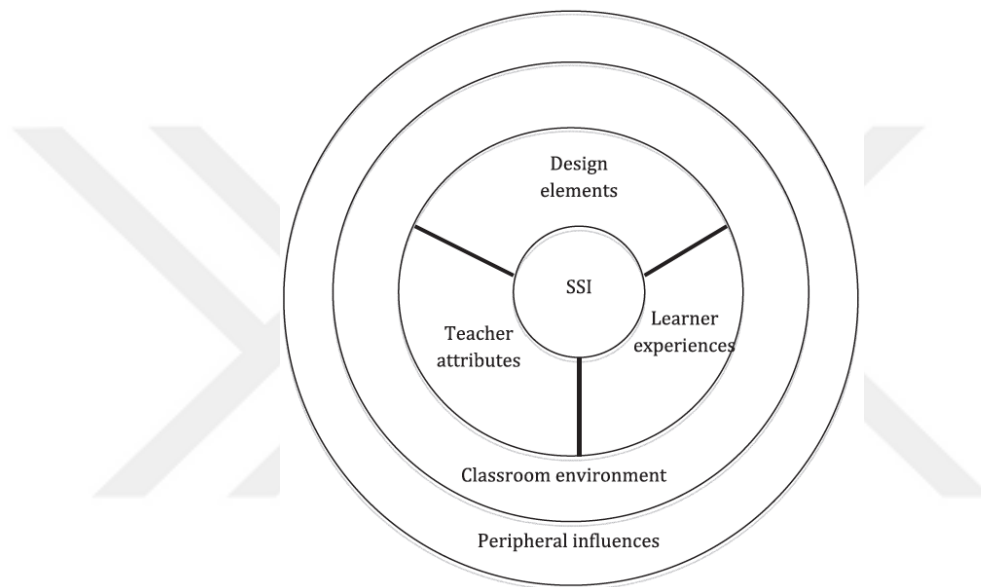 Design
elements
SSI
Teacher
attributes
Learner
experiences
Classroom environment
Peripheral influences